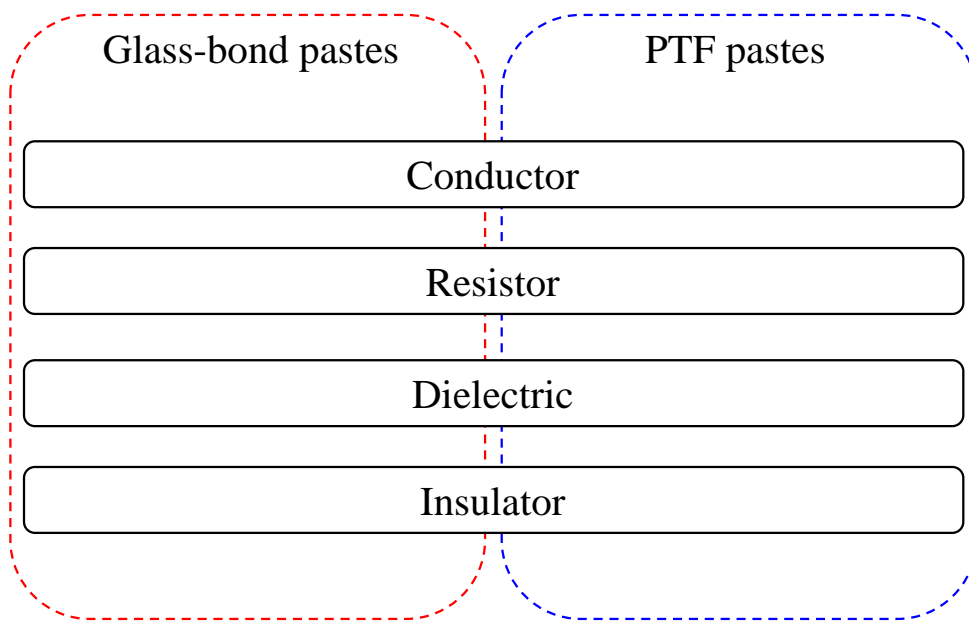 Glass-bond pastes
PTF pastes
Conductor
Resistor
Dielectric
Insulator